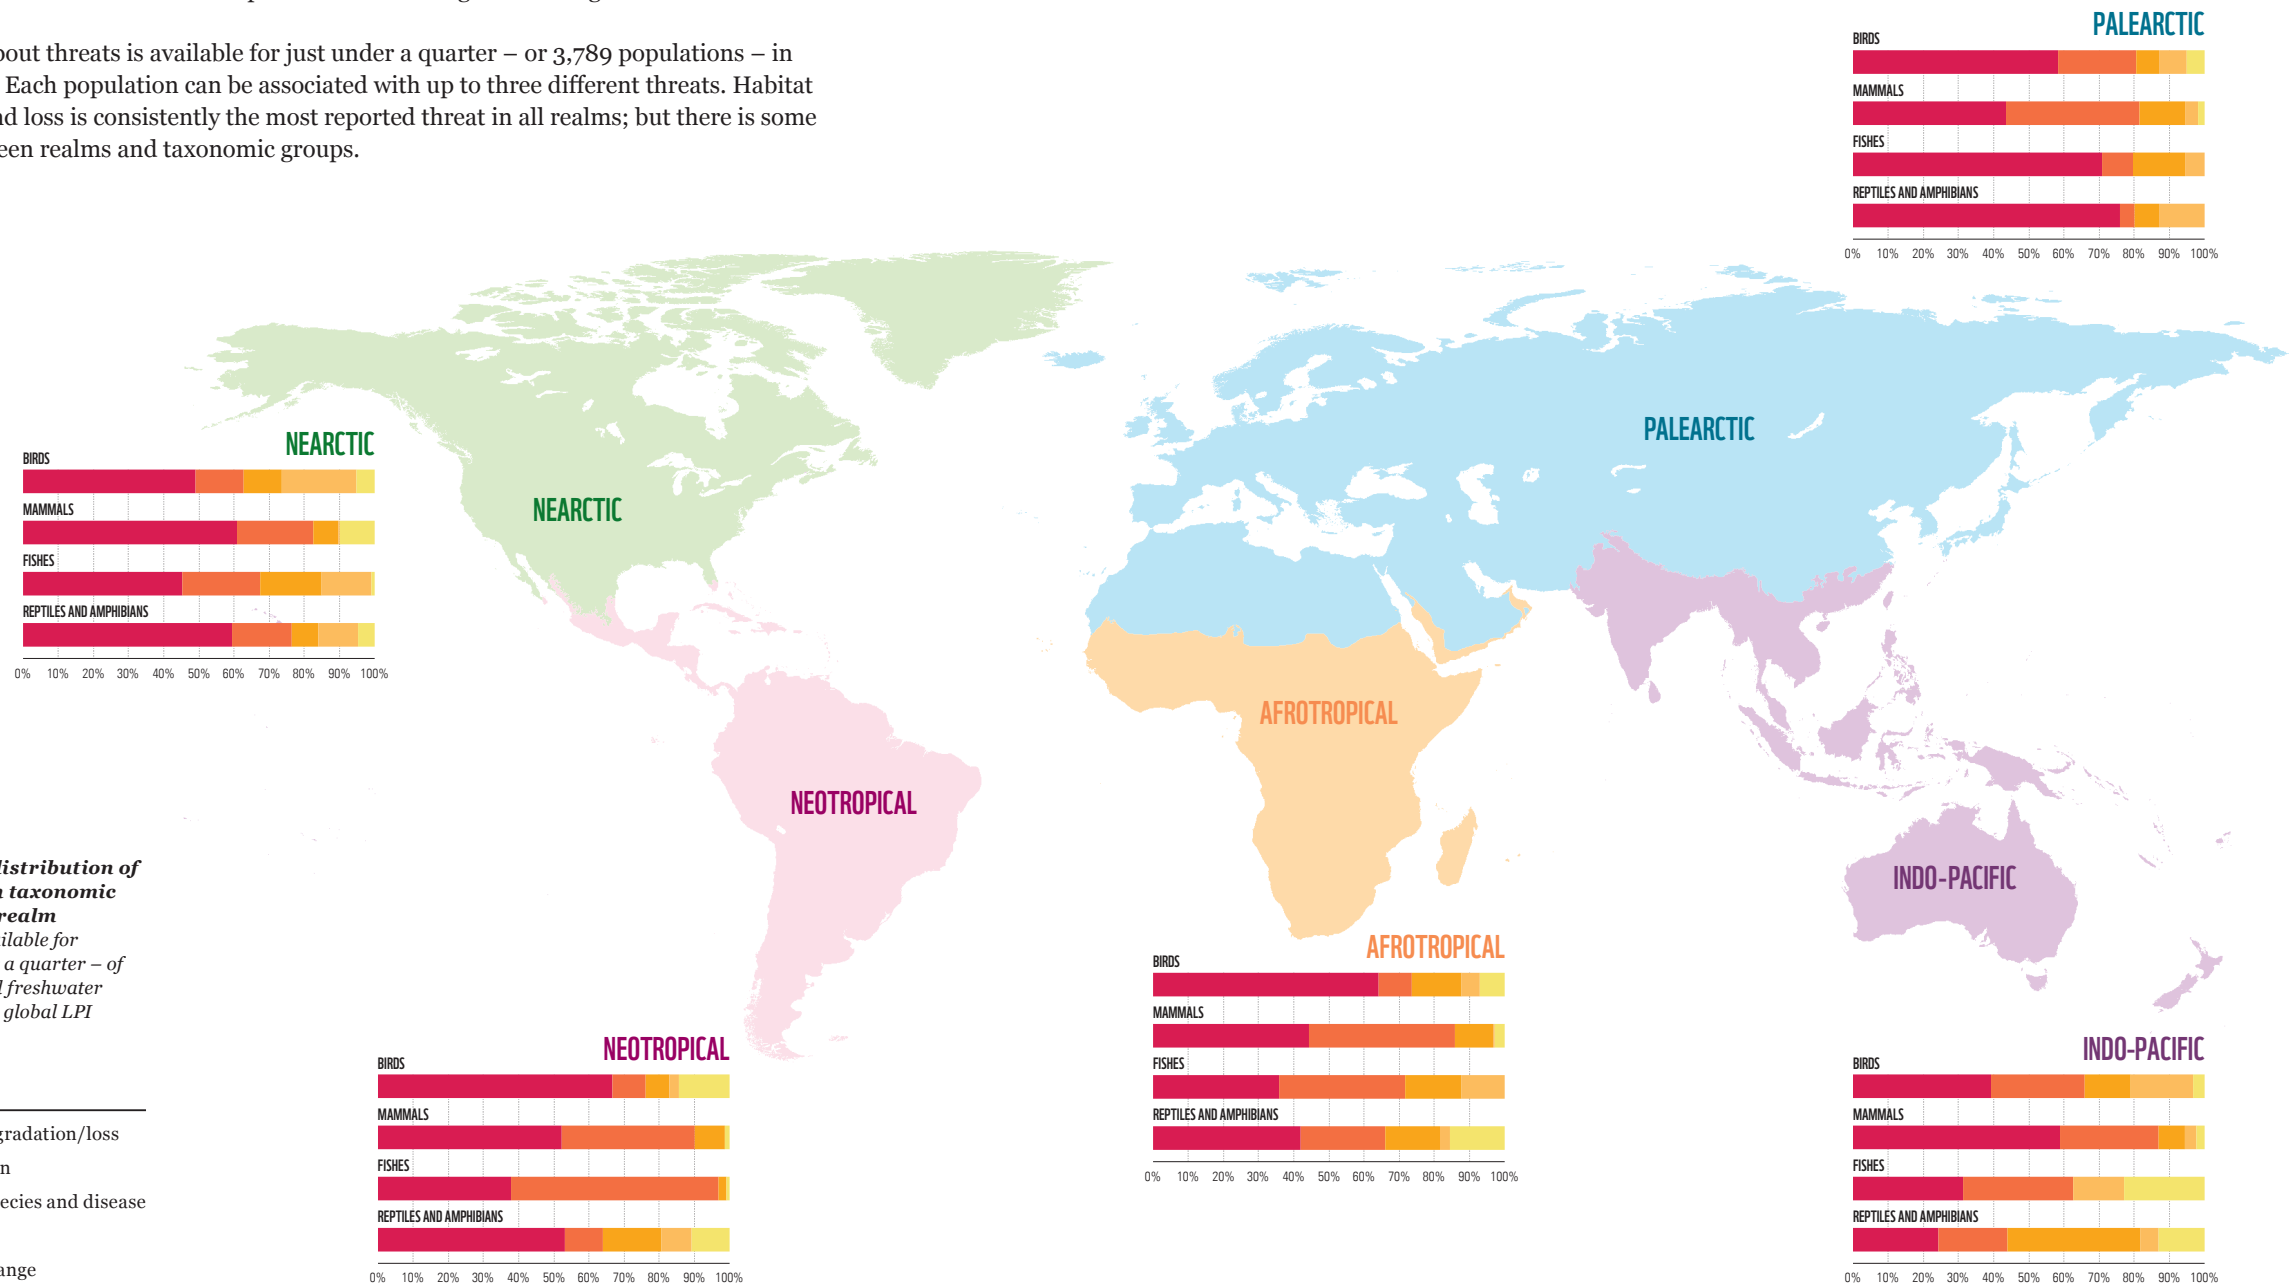 bout threats is available for just under a quarter – or 3,789 populations – in
Each population can be associated with up to three different threats. Habitat
nd loss is consistently the most reported threat in all realms; but there is some
een realms and taxonomic groups.
PALEARCTIC
BIRDS
MAMMALS
FISHES
REPTILES AND AMPHIBIANS
0% 10% 20% 30% 40% 50% 60% 70% 80% 90% 100%
NEARCTIC
BIRDS
MAMMALS
FISHES
REPTILES AND AMPHIBIANS
0% 10% 20% 30% 40% 50% 60% 70% 80% 90% 100%
NEARCTIC
PALEARCTIC
AFROTROPICAL
NEOTROPICAL
INDO-PACIFIC
listribution of
n taxonomic
realm
ilable for
a quarter – of
l freshwater
global LPI
gradation/loss
n
ecies and disease
ange
NEOTROPICAL
BIRDS
MAMMALS
FISHES
REPTILES AND AMPHIBIANS
0% 10% 20% 30% 40% 50% 60% 70% 80% 90% 100%
AFROTROPICAL
BIRDS
MAMMALS
FISHES
REPTILES AND AMPHIBIANS
0% 10% 20% 30% 40% 50% 60% 70% 80% 90% 100%
INDO-PACIFIC
BIRDS
MAMMALS
FISHES
REPTILES AND AMPHIBIANS
0% 10% 20% 30% 40% 50% 60% 70% 80% 90% 100%